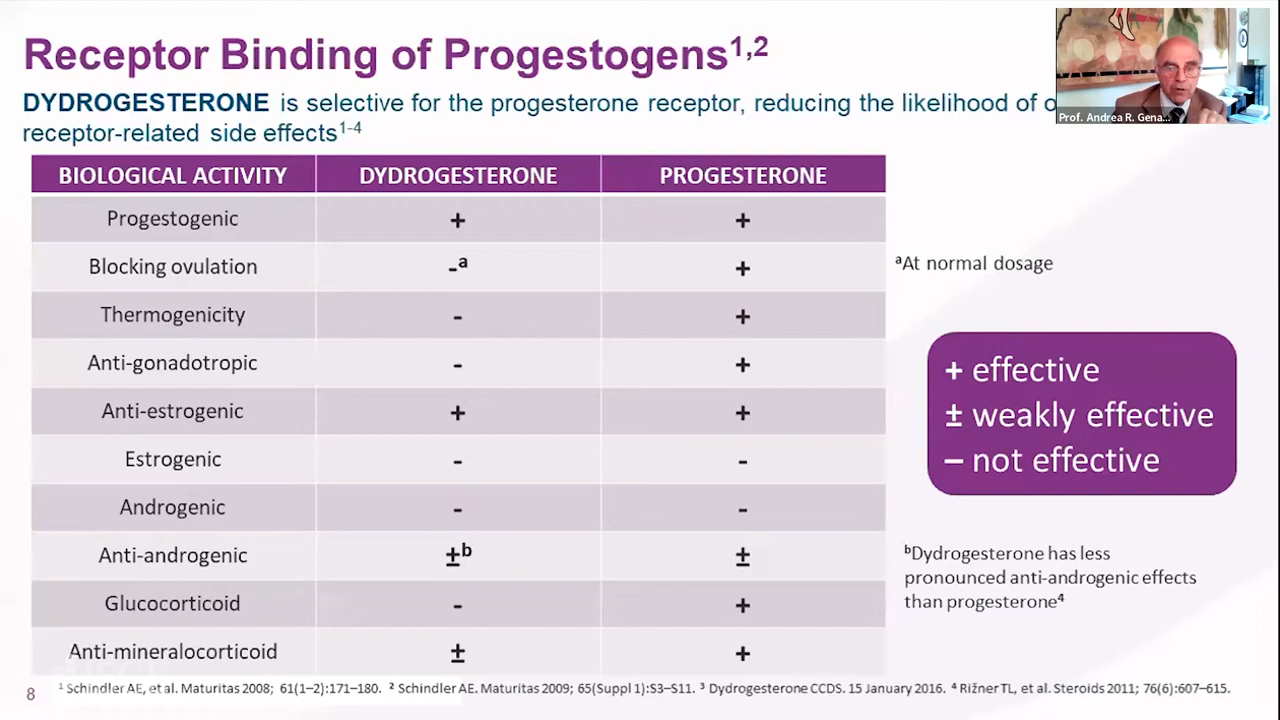 Receptor Binding of Progestogens¹,²
DYDROGESTERONE is selective for the progesterone receptor, reducing the likelihood of o
receptor-related side effects¹⁻⁴
Prof. Andrea R. Gena...
BIOLOGICAL ACTIVITY DYDROGESTERONE PROGESTERONE
Progestogenic + +
Blocking ovulation -ᵃ +
ᵃAt normal dosage
Thermogenicity - +
Anti-gonadotropic - +
Anti-estrogenic + +
Estrogenic - -
Androgenic - -
Anti-androgenic ±ᵇ ±
Glucocorticoid - +
Anti-mineralocorticoid ± +
+ effective
± weakly effective
– not effective
ᵇDydrogesterone has less
pronounced anti-androgenic effects
than progesterone⁴
8
¹ Schindler AE, et al. Maturitas 2008; 61(1–2):171–180. ² Schindler AE. Maturitas 2009; 65(Suppl 1):S3–S11. ³ Dydrogesterone CCDS. 15 January 2016. ⁴ Rižner TL, et al. Steroids 2011; 76(6):607–615.